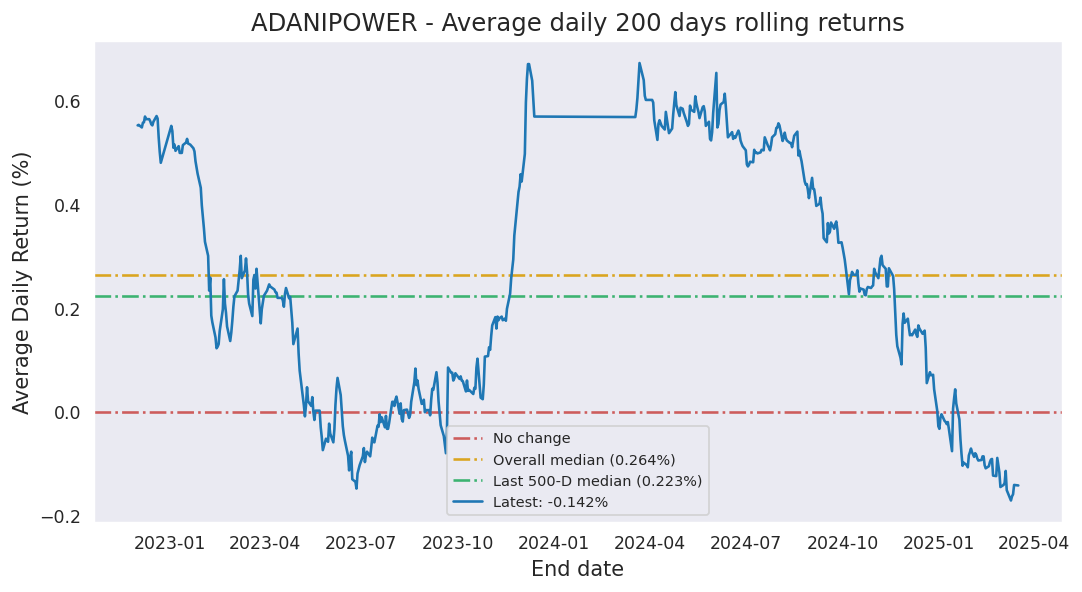 ADANIPOWER - Average daily 200 days rolling returns
Average Daily Return (%)
0.6
0.4
0.2
0.0
−0.2
No change
Overall median (0.264%)
Last 500-D median (0.223%)
Latest: -0.142%
2023-01 2023-04 2023-07 2023-10 2024-01 2024-04 2024-07 2024-10 2025-01 2025-04
End date